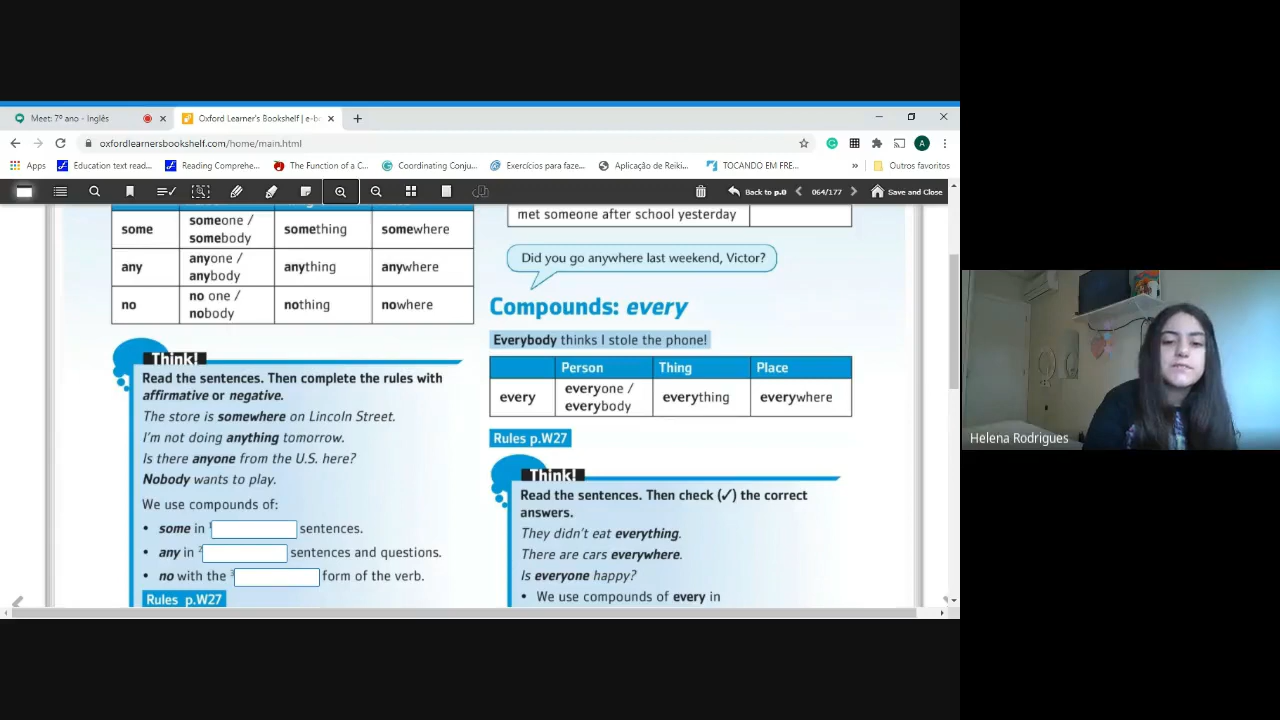 Meet: 7º ano - Inglês
Oxford Learner's Bookshelf | e-b
oxfordlearnersbookshelf.com/home/main.html
Apps
Education text read...
Reading Comprehe...
The Function of a C...
Coordinating Conju...
Exercícios para faze...
Aplicação de Reiki...
TOCANDO EM FRE...
»
Outros favoritos
Back to p.0
064/177
Save and Close
some
someone /
somebody
something
somewhere
any
anyone /
anybody
anything
anywhere
no
no one /
nobody
nothing
nowhere
Think!
Read the sentences. Then complete the rules with
affirmative or negative.
The store is somewhere on Lincoln Street.
I'm not doing anything tomorrow.
Is there anyone from the U.S. here?
Nobody wants to play.
We use compounds of:
• some in 1 sentences.
• any in 2 sentences and questions.
• no with the 3 form of the verb.
Rules p.W27
met someone after school yesterday
Did you go anywhere last weekend, Victor?
Compounds: every
Everybody thinks I stole the phone!
Person
Thing
Place
every
everyone /
everybody
everything
everywhere
Rules p.W27
Think!
Read the sentences. Then check (✓) the correct
answers.
They didn't eat everything.
There are cars everywhere.
Is everyone happy?
• We use compounds of every in
Helena Rodrigues